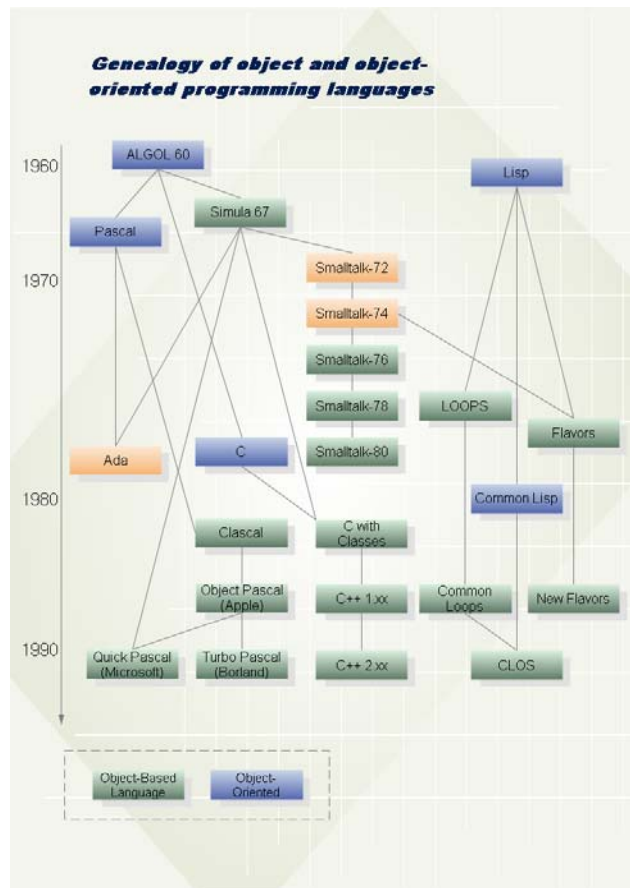 Genealogy of object and object-
oriented programming languages
1960
ALGOL 60
Lisp
Simula 67
Pascal
Smalltalk-72
1970
Smalltalk-74
Smalltalk-76
Smalltalk-78
LOOPS
Flavors
Ada
C
Smalltalk-80
1980
Common Lisp
Clascal
C with
Classes
Object Pascal
(Apple)
C++ 1.xx
Common
Loops
New Flavors
1990
Quick Pascal
(Microsoft)
Turbo Pascal
(Borland)
C++ 2.xx
CLOS
Object-Based
Language
Object-
Oriented